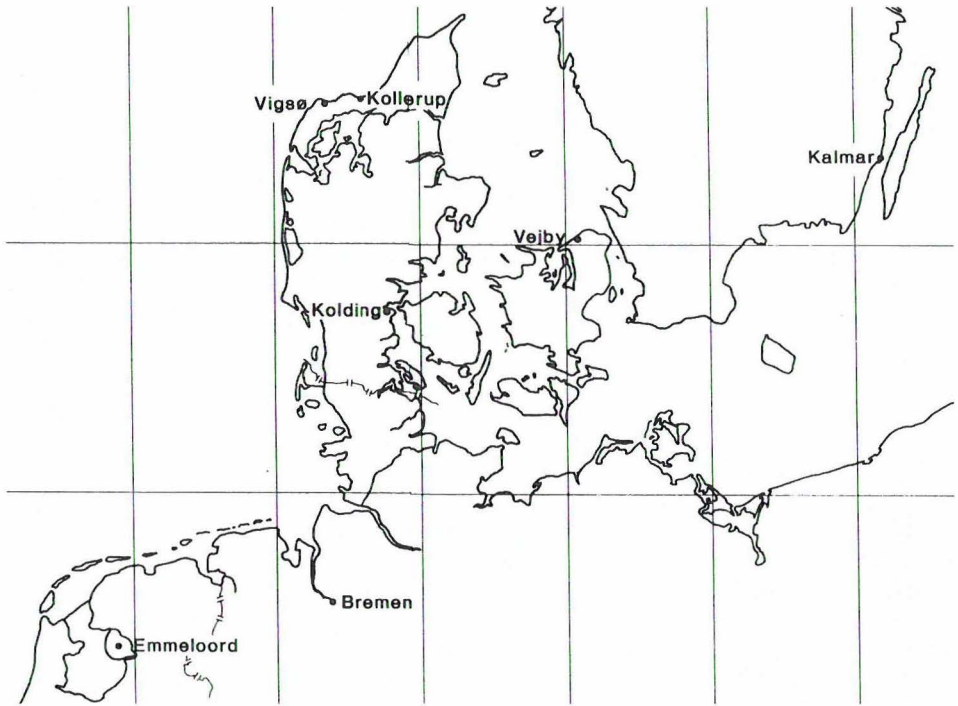 Vigsø
Kollerup
Kalmar
Vejby
Kolding
Bremen
Emmeloord